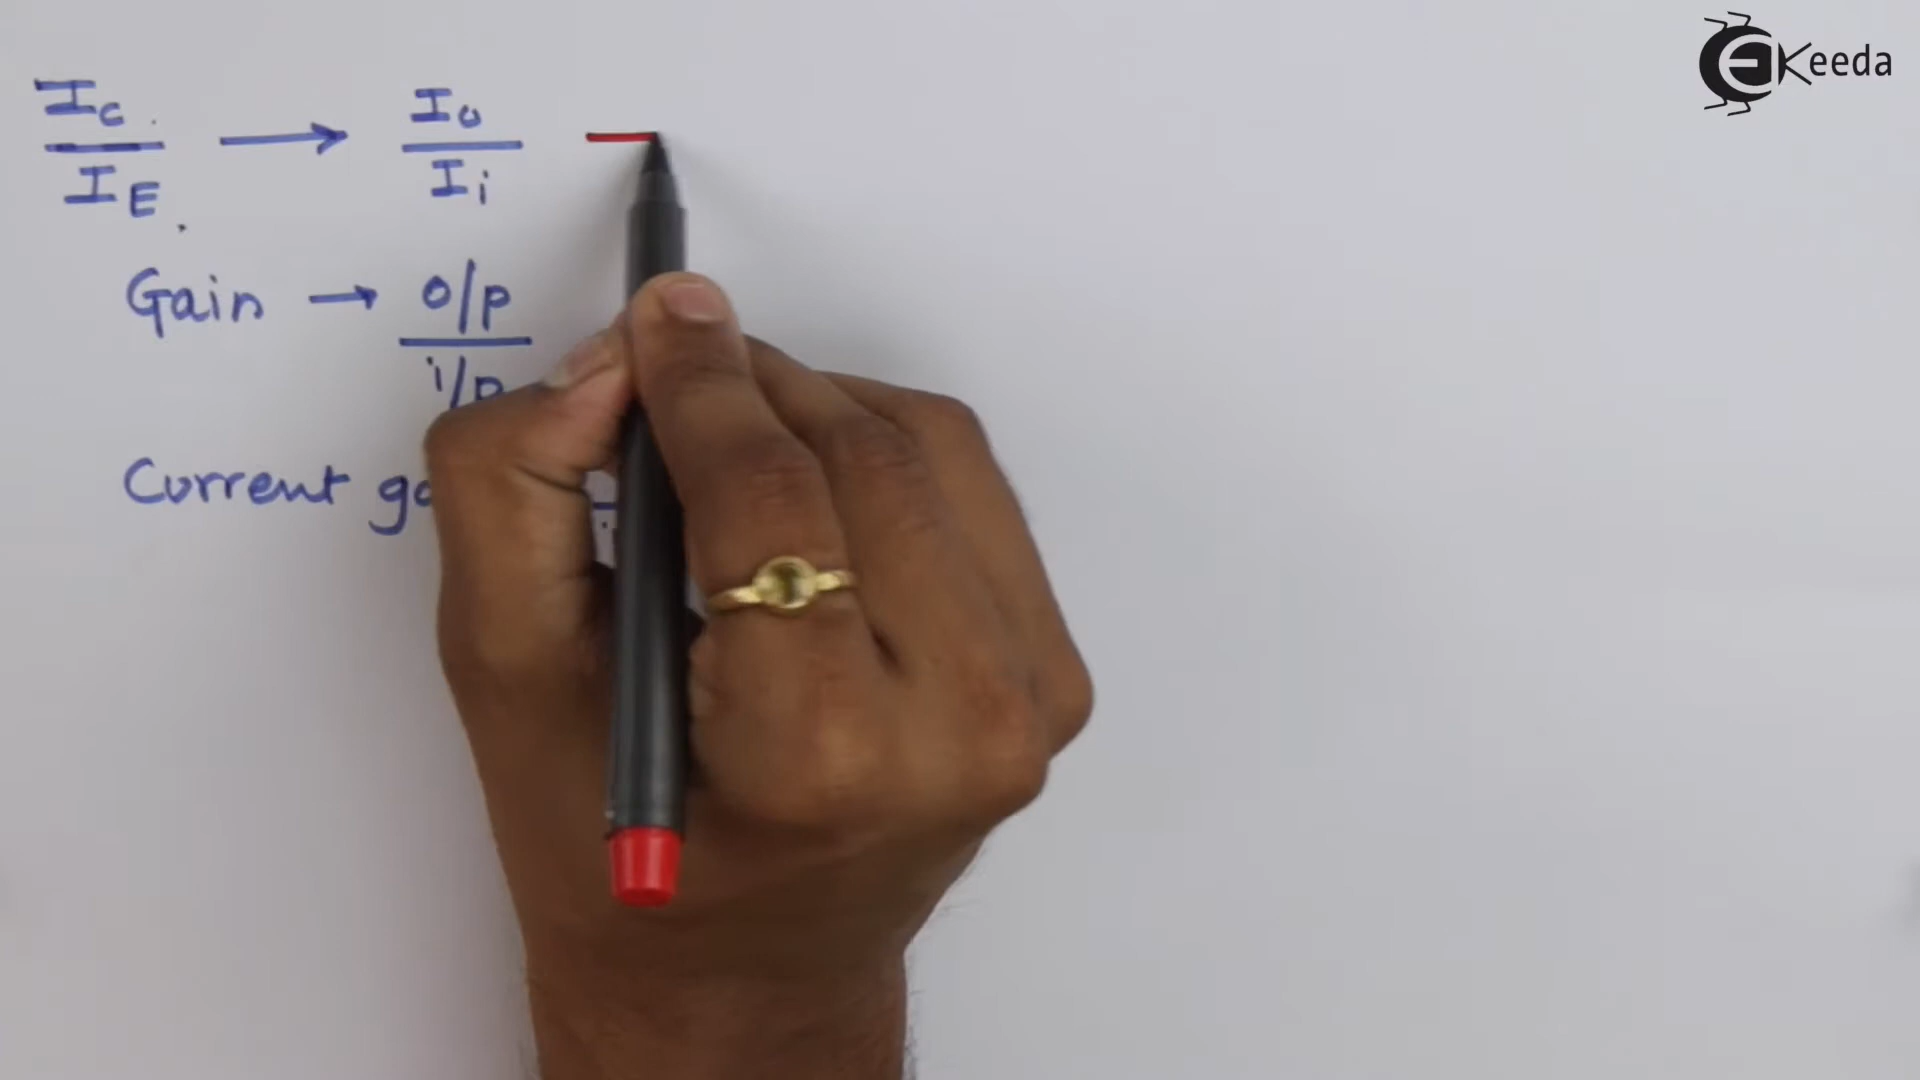 Keeda
Ic → Io
IE Ii
Gain → o/p
i/p
Current